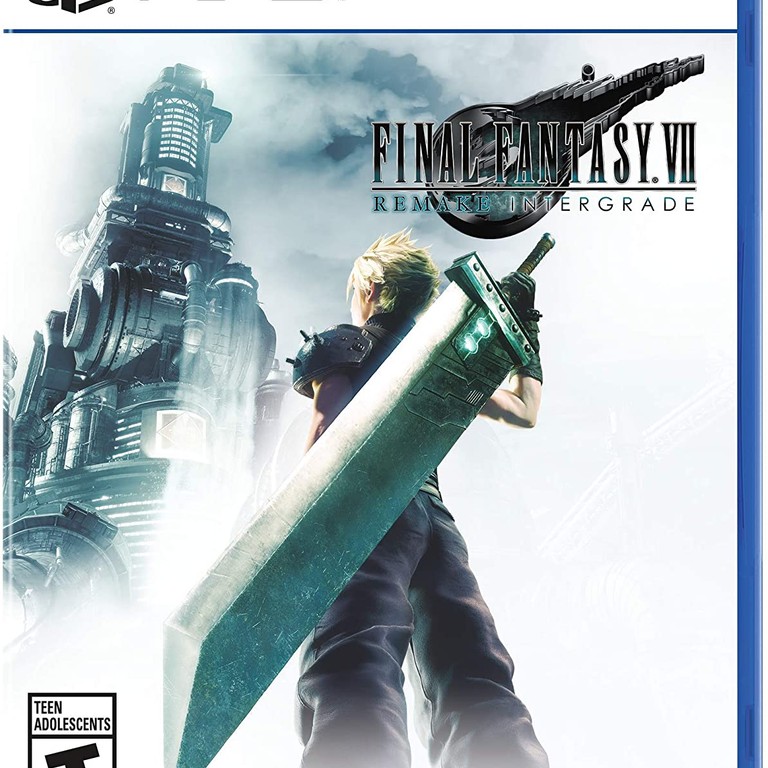 FINAL FANTASY. VII
REMAKE INTERGRADE
TEEN
ADOLESCENTS
T